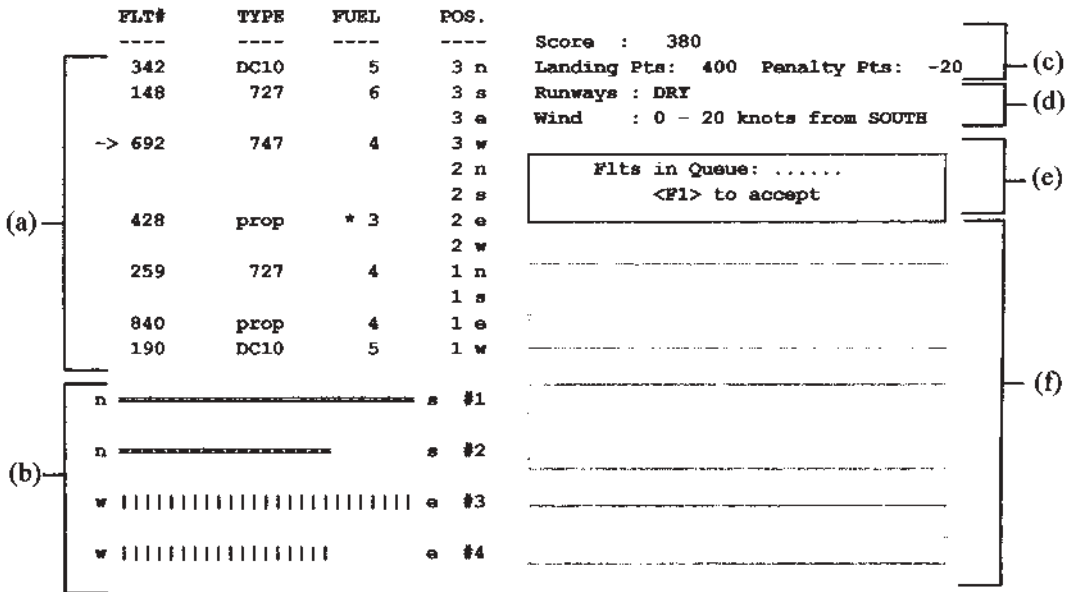 FLT# TYPE FUEL POS.
---- ---- ---- ----
342 DC10 5 3 n
148 727 6 3 s
3 e
-> 692 747 4 3 w
2 n
2 s
428 prop * 3 2 e
2 w
259 727 4 1 n
1 s
840 prop 4 1 e
190 DC10 5 1 w
(a)
n s #1
n s #2
w e #3
w e #4
(b)
Score : 380
Landing Pts: 400 Penalty Pts: -20
(c)
Runways : DRY
Wind : 0 - 20 knots from SOUTH
(d)
Flts in Queue: ......
<F1> to accept
(e)
(f)